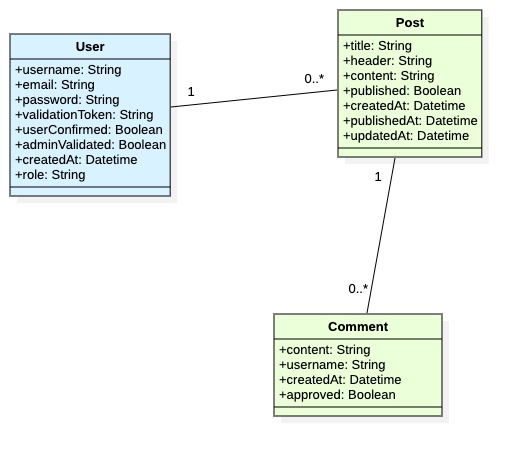 User
+username: String
+email: String
+password: String
+validationToken: String
+userConfirmed: Boolean
+adminValidated: Boolean
+createdAt: Datetime
+role: String
1
0..*
Post
+title: String
+header: String
+content: String
+published: Boolean
+createdAt: Datetime
+publishedAt: Datetime
+updatedAt: Datetime
1
0..*
Comment
+content: String
+username: String
+createdAt: Datetime
+approved: Boolean